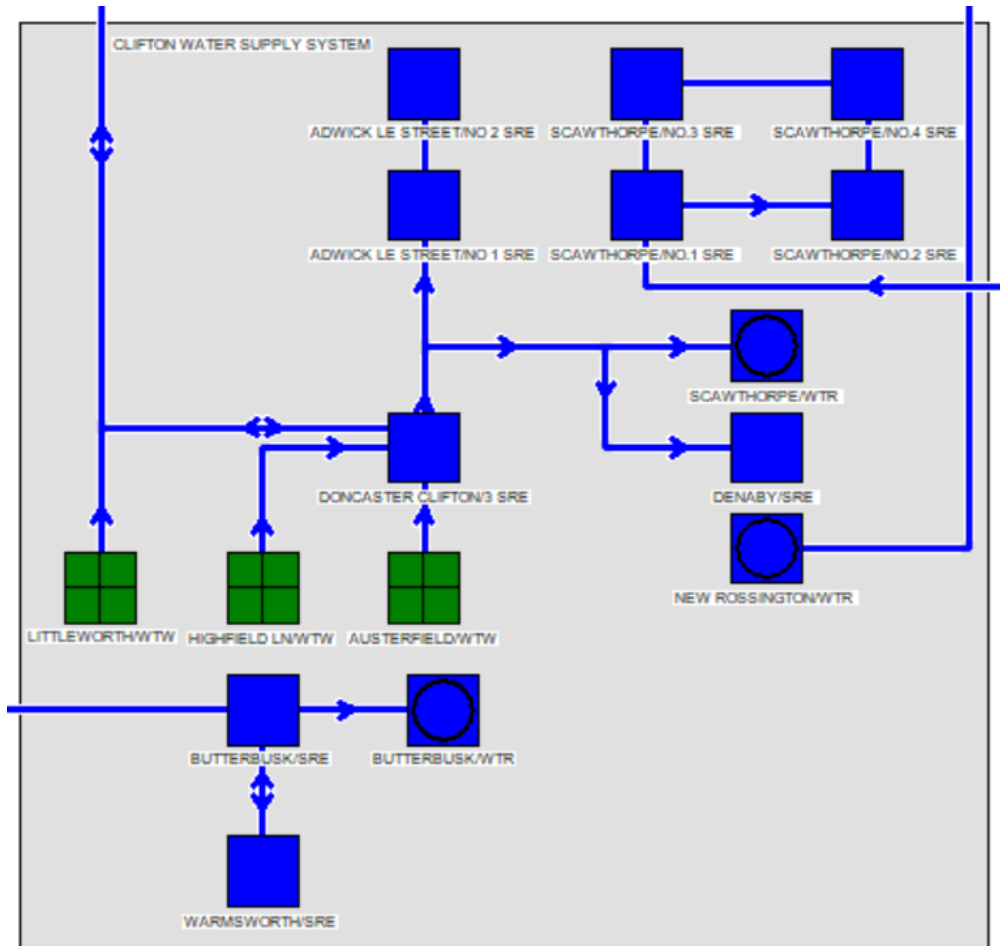 CLIFTON WATER SUPPLY SYSTEM
ADWICK LE STREET/NO 2 SRE
SCAWTHORPE/NO.3 SRE
SCAWTHORPE/NO.4 SRE
ADWICK LE STREET/NO 1 SRE
SCAWTHORPE/NO.1 SRE
SCAWTHORPE/NO.2 SRE
SCAWTHORPE/WTR
DONCASTER CLIFTON/3 SRE
DENABY/SRE
NEW ROSSINGTON/WTR
LITTLEWORTH/WTW
HIGHFIELD LN/WTW
AUSTERFIELD/WTW
BUTTERBUSK/SRE
BUTTERBUSK/WTR
WARMSWORTH/SRE